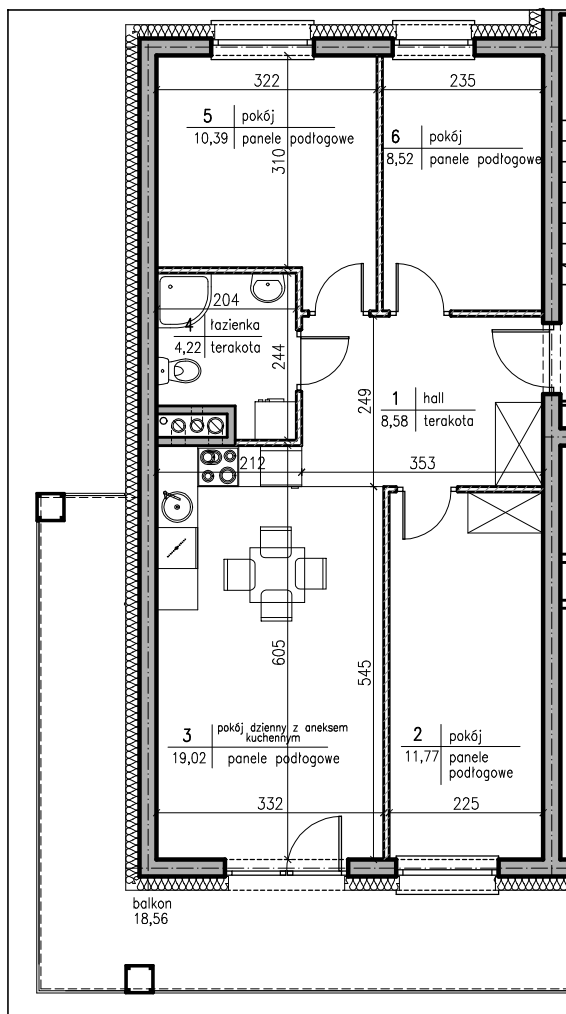 322
235
5 pokój
10,39 panele podłogowe
6 pokój
8,52 panele podłogowe
310
204
4 łazienka
4,22 terakota
244
249
1 hall
8,58 terakota
212
353
605
545
3 pokój dzienny z aneksem
kuchennym
19,02 panele podłogowe
2 pokój
11,77 panele
podłogowe
332
225
balkon
18,56